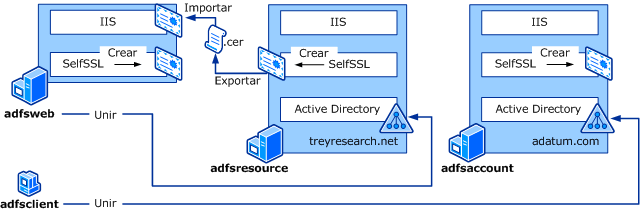 Importar
IIS
.cer
Crear
SelfSSL
Exportar
adfsweb
Unir
IIS
Crear
SelfSSL
Active Directory
treyresearch.net
adfsresource
IIS
Crear
SelfSSL
Active Directory
adatum.com
adfsaccount
adfsclient
Unir